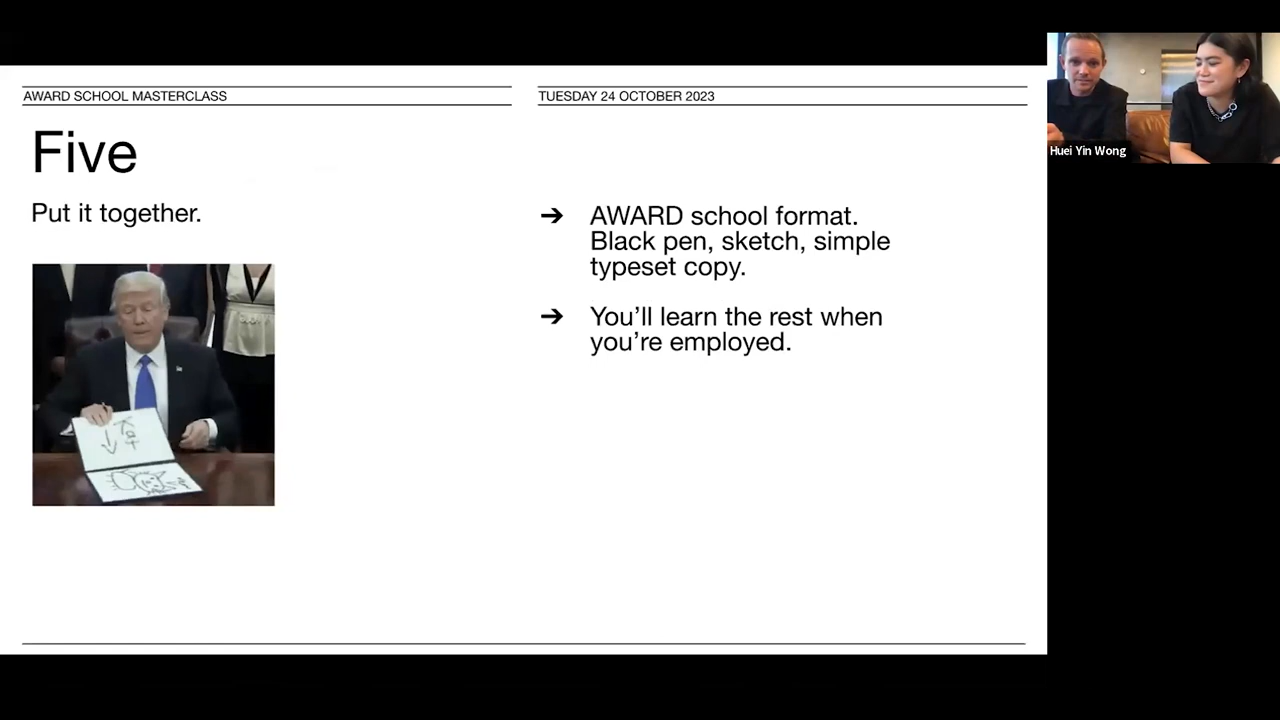 AWARD SCHOOL MASTERCLASS
TUESDAY 24 OCTOBER 2023
Five
Put it together.
➔ AWARD school format.
Black pen, sketch, simple
typeset copy.
➔ You’ll learn the rest when
you’re employed.
Huei Yin Wong